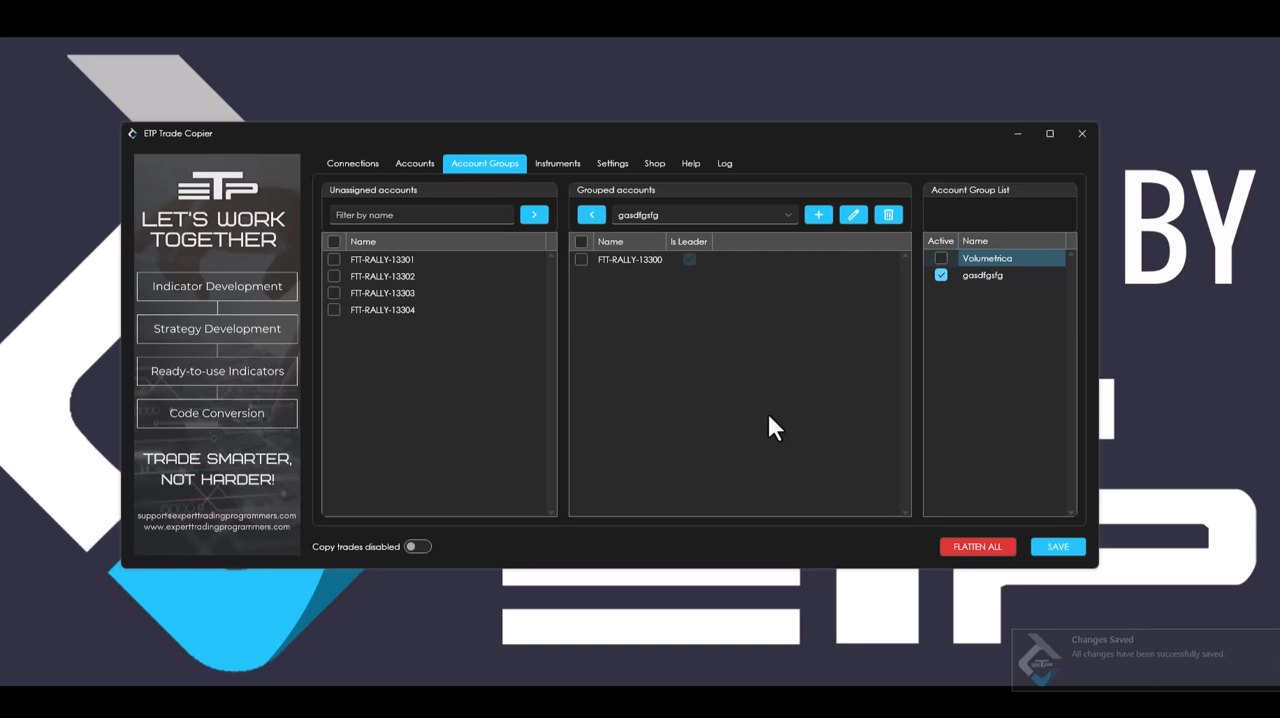 BY
ETP Trade Copier
ETP
LET'S WORK
TOGETHER
Indicator Development
Strategy Development
Ready-to-use Indicators
Code Conversion
TRADE SMARTER,
NOT HARDER!
support@experttradingprogrammers.com
www.experttradingprogrammers.com
Connections
Accounts
Account Groups
Instruments
Settings
Shop
Help
Log
Unassigned accounts
Filter by name
>
Name
FTT-RALLY-13301
FTT-RALLY-13302
FTT-RALLY-13303
FTT-RALLY-13304
Grouped accounts
<
gasdfgsfg
+
Name Is Leader
FTT-RALLY-13300
Account Group List
Active Name
Volumetrica
gasdfgsfg
Copy trades disabled
FLATTEN ALL
SAVE
Changes Saved
All changes have been successfully saved.
ETP